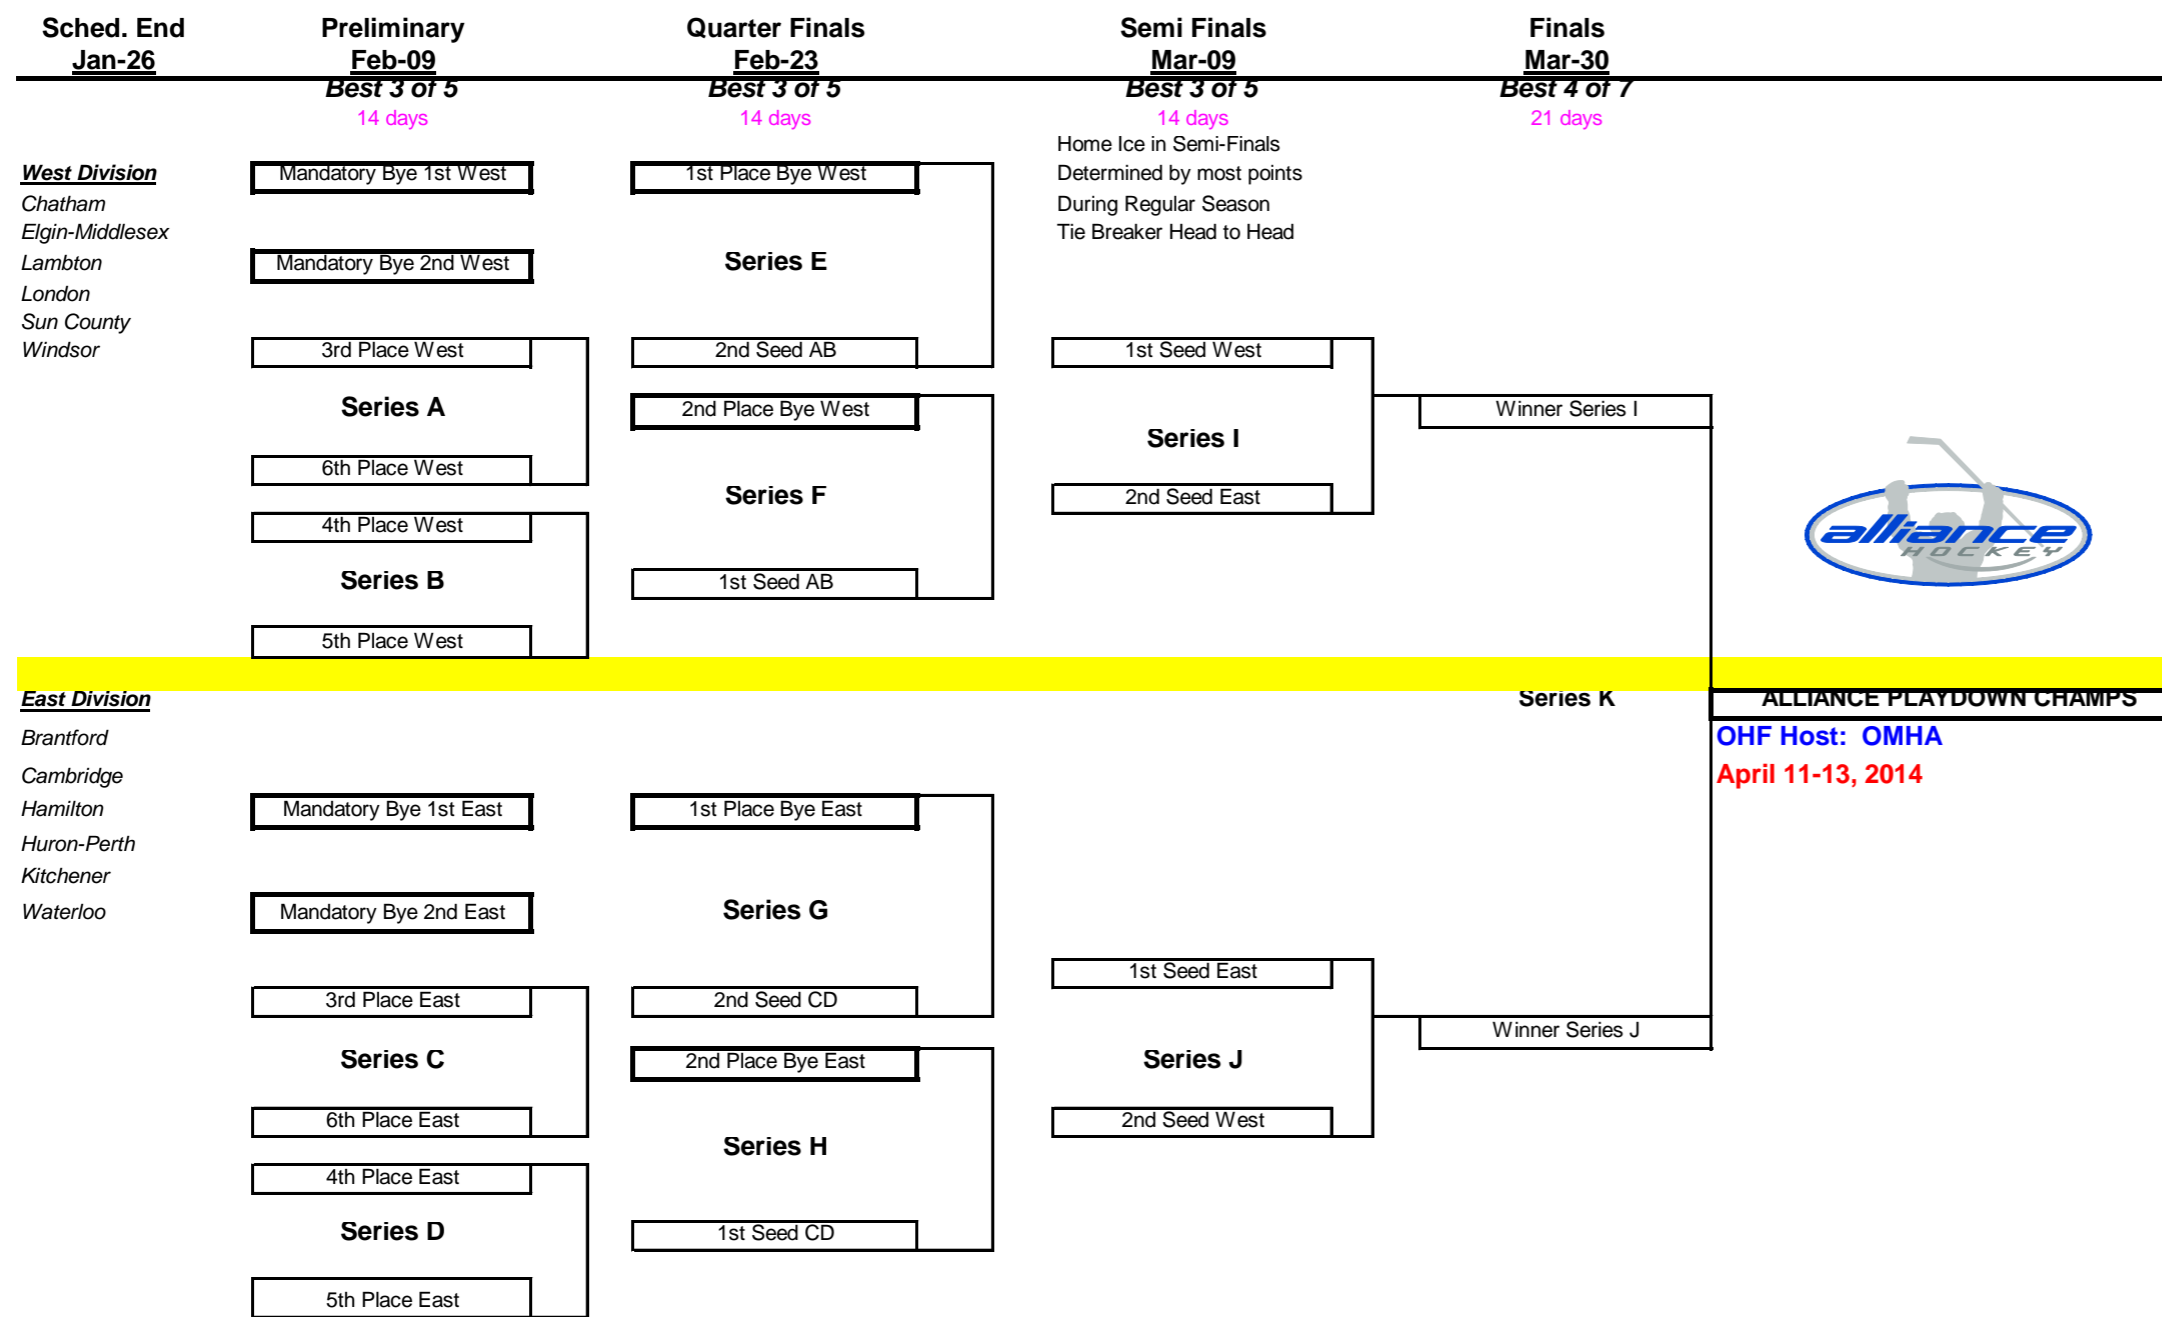 Sched. End Preliminary Quarter Finals Semi Finals Finals
Jan-26 Feb-09 Feb-23 Mar-09 Mar-30
Best 3 of 5 Best 3 of 5 Best 3 of 5 Best 4 of 7
14 days 14 days 14 days 21 days
Home Ice in Semi-Finals
West Division Mandatory Bye 1st West 1st Place Bye West Determined by most points
Chatham During Regular Season
Elgin-Middlesex Tie Breaker Head to Head
Lambton Mandatory Bye 2nd West Series E
London
Sun County
Windsor 3rd Place West 2nd Seed AB 1st Seed West
Series A 2nd Place Bye West Winner Series I
Series I
6th Place West
Series F 2nd Seed East
4th Place West
alliance
HOCKEY
Series B 1st Seed AB
5th Place West
East Division Series K ALLIANCE PLAYDOWN CHAMPS
Brantford OHF Host: OMHA
Cambridge April 11-13, 2014
Hamilton Mandatory Bye 1st East 1st Place Bye East
Huron-Perth
Kitchener
Waterloo Mandatory Bye 2nd East Series G
1st Seed East
3rd Place East 2nd Seed CD
Winner Series J
Series C 2nd Place Bye East Series J
6th Place East 2nd Seed West
Series H
4th Place East
Series D 1st Seed CD
5th Place East